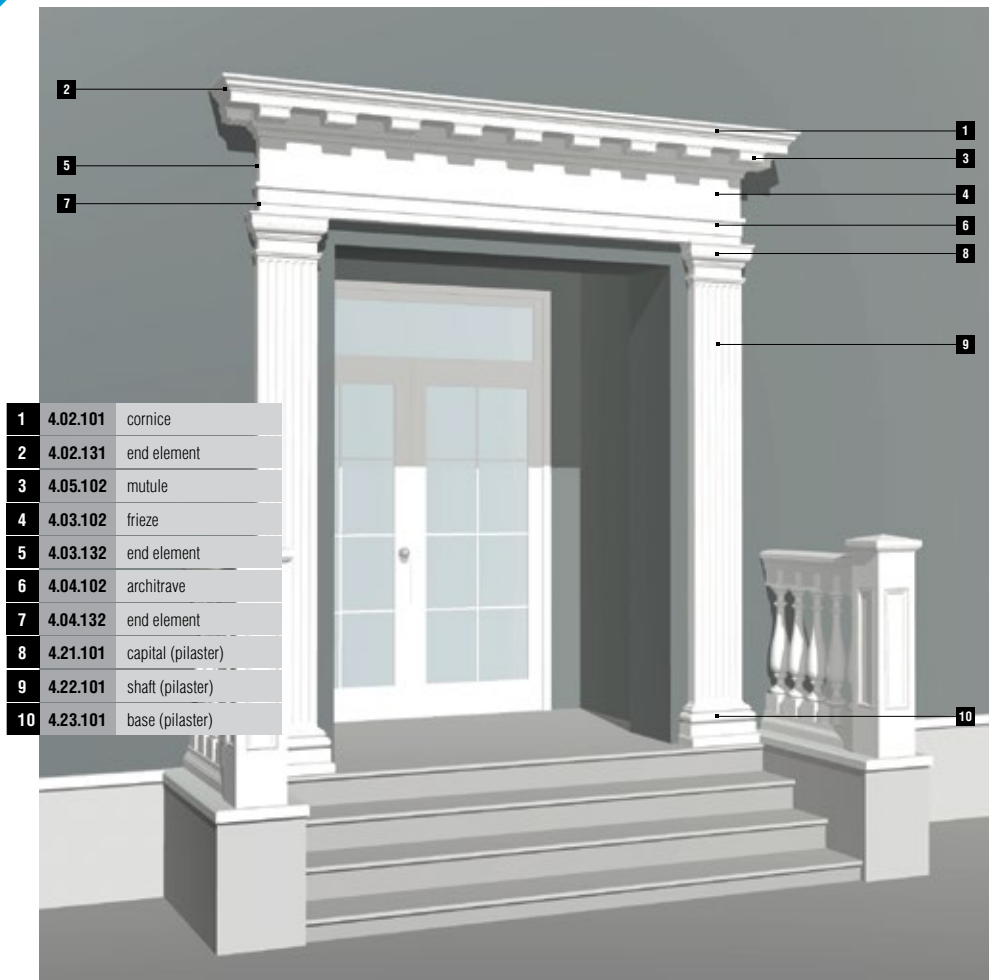 2
1
3
5
4
7
6
8
9
1 4.02.101 cornice
2 4.02.131 end element
3 4.05.102 mutule
4 4.03.102 frieze
5 4.03.132 end element
6 4.04.102 architrave
7 4.04.132 end element
8 4.21.101 capital (pilaster)
9 4.22.101 shaft (pilaster)
10 4.23.101 base (pilaster)
10